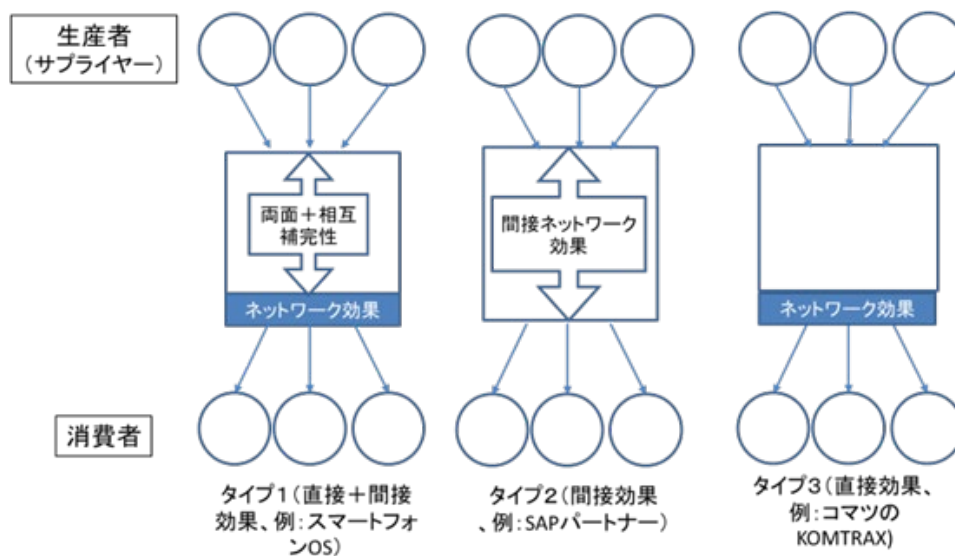 生産者
（サプライヤー）
両面＋相互
補完性
ネットワーク効果
間接ネットワーク
効果
ネットワーク効果
消費者
タイプ１（直接＋間接
効果、例：スマートフォ
ンOS）
タイプ２（間接効果
、例：SAPパートナー）
タイプ３（直接効果、
例：コマツの
KOMTRAX)